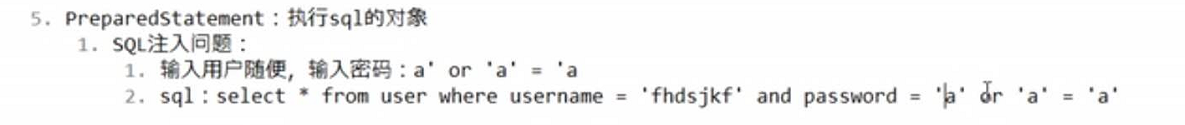 5. PreparedStatement：执行sql的对象
1. SQL注入问题：
1. 输入用户随便，输入密码：a' or 'a' = 'a
2. sql：select * from user where username = 'fhdsjkf' and password = 'a' or 'a' = 'a'